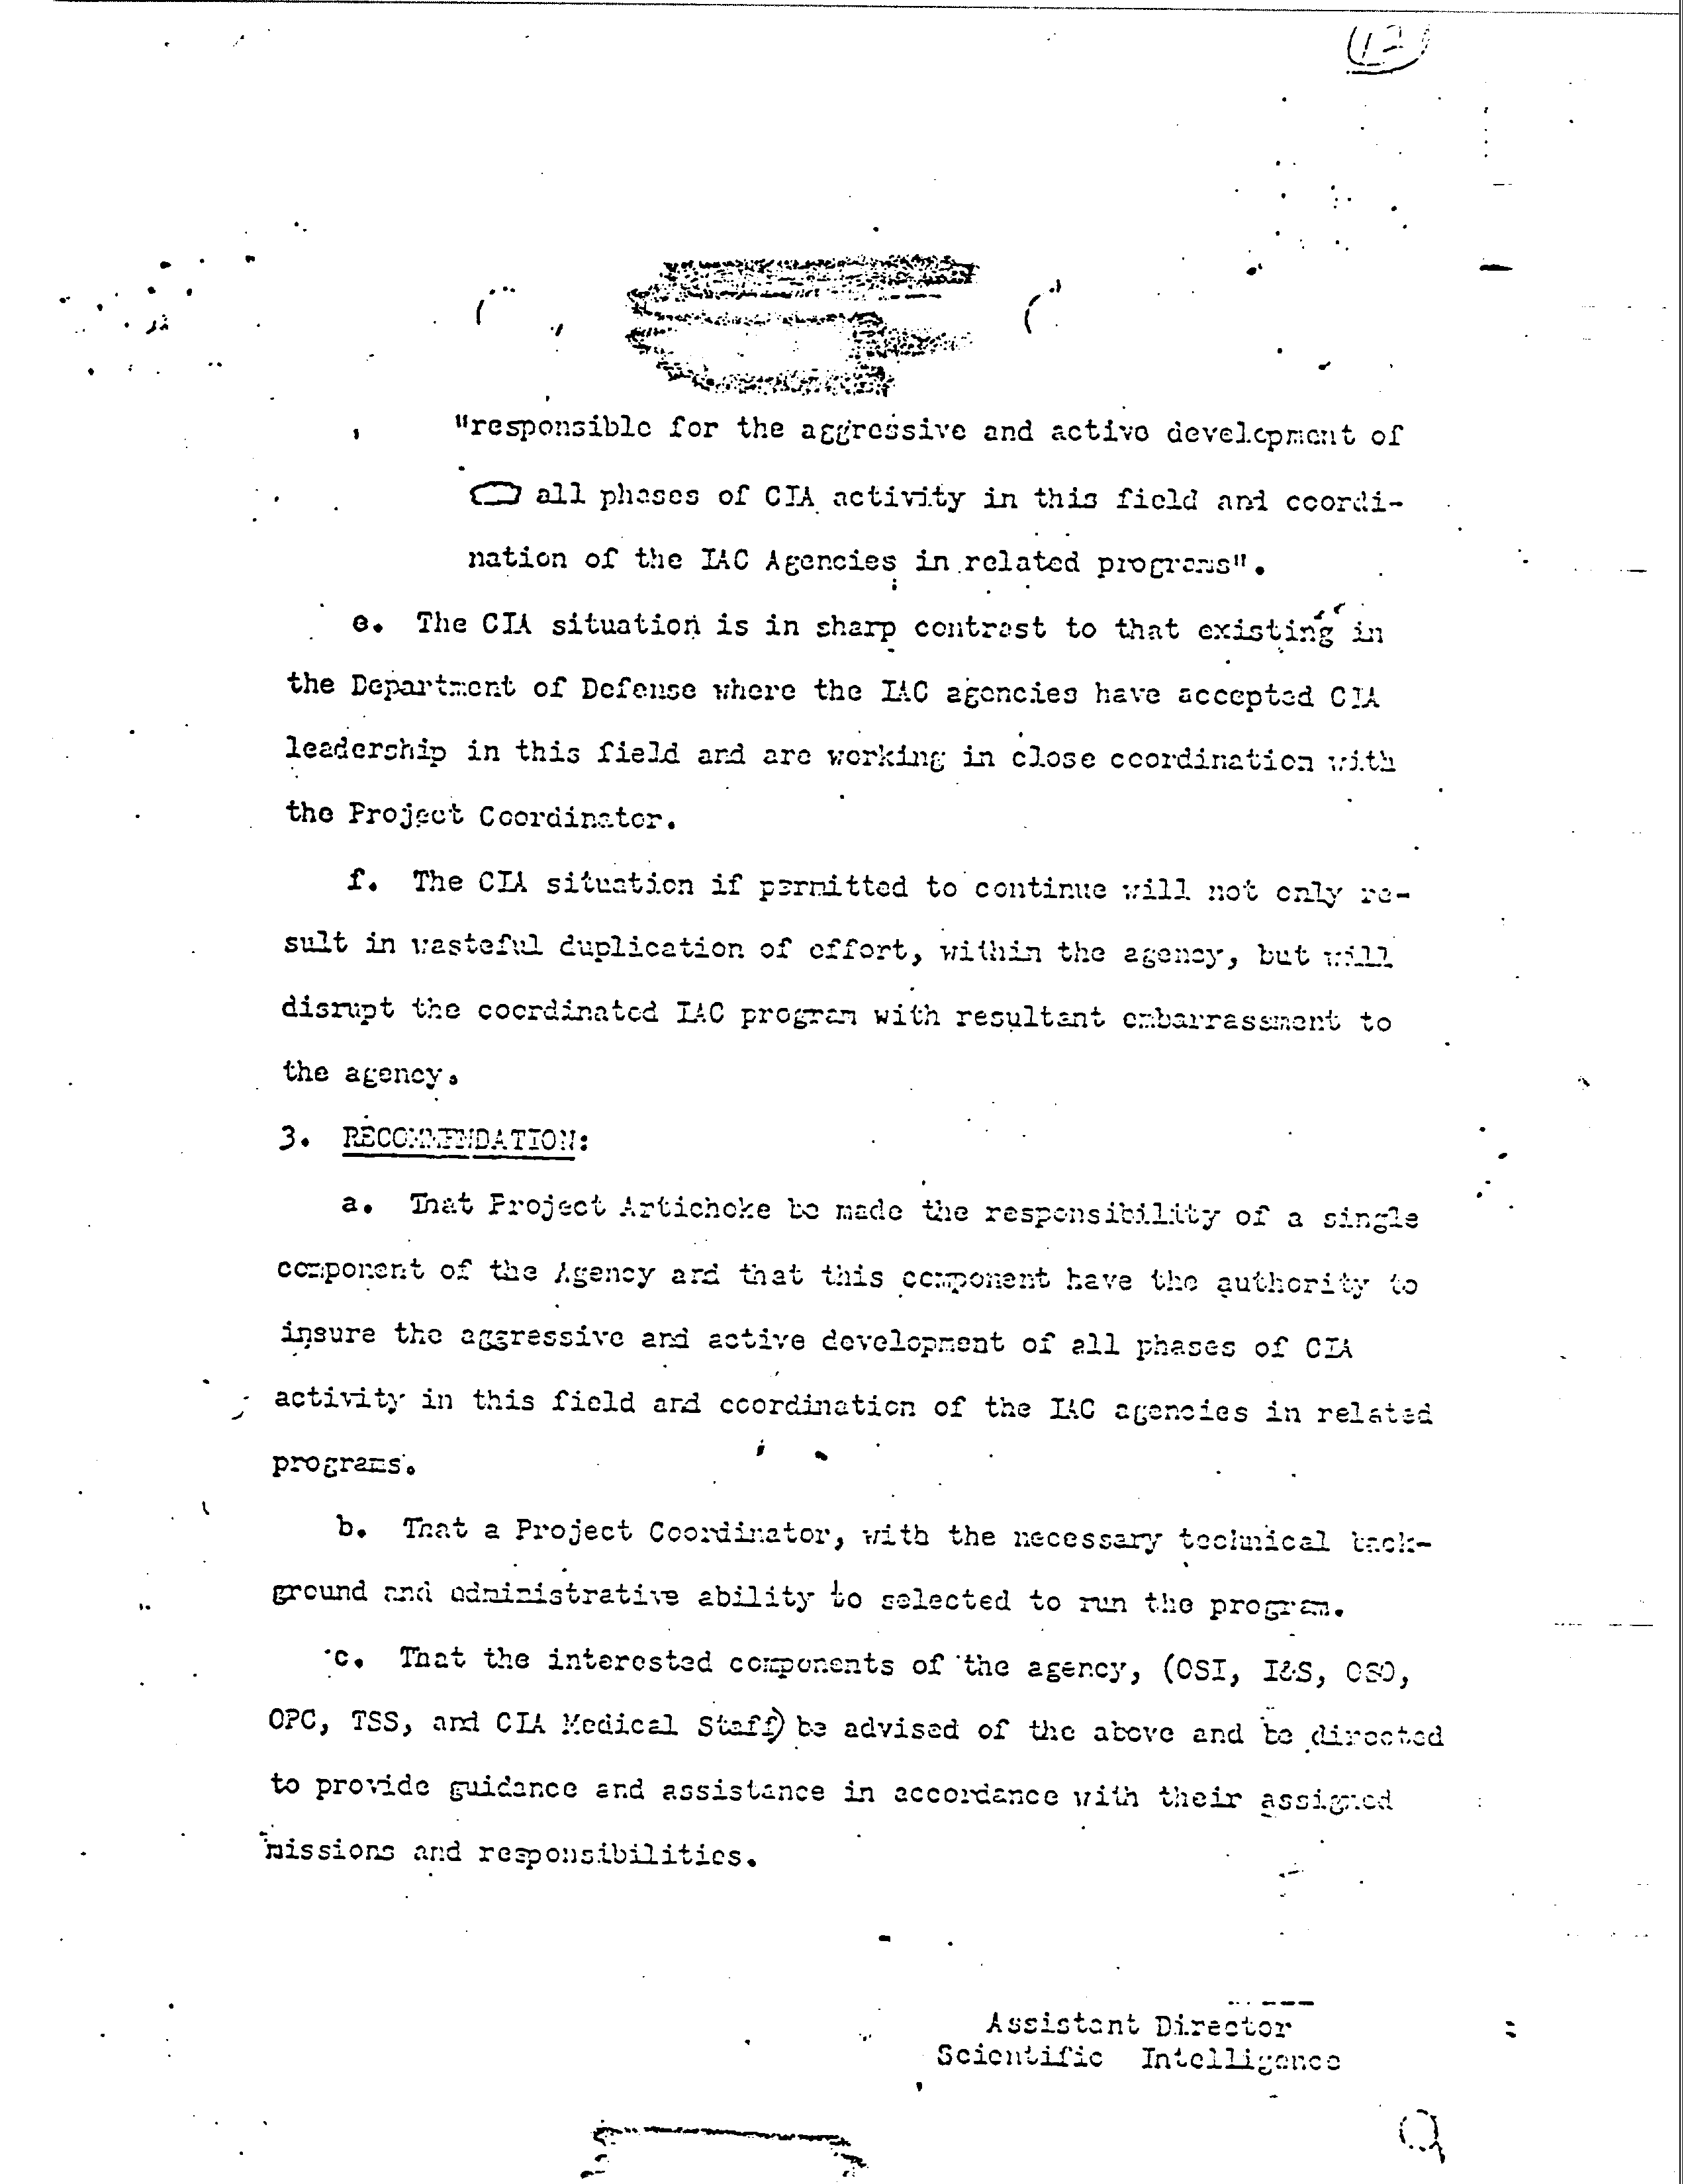 (12)
"responsible for the aggressive and active development of
all phases of CIA activity in this field and coordi-
nation of the IAC Agencies in related programs".
e. The CIA situation is in sharp contrast to that existing in
the Department of Defense where the IAC agencies have accepted CIA
leadership in this field and are working in close coordination with
the Project Coordinator.
f. The CIA situation if permitted to continue will not only re-
sult in wasteful duplication of effort, within the agency, but will
disrupt the coordinated IAC program with resultant embarrassment to
the agency.
3. RECOMMENDATION:
a. That Project Artichoke be made the responsibility of a single
component of the Agency and that this component have the authority to
insure the aggressive and active development of all phases of CIA
activity in this field and coordination of the IAC agencies in related
programs.
b. That a Project Coordinator, with the necessary technical back-
ground and administrative ability to selected to run the program.
c. That the interested components of the agency, (OSI, I&S, OSO,
OPC, TSS, and CIA Medical Staff) be advised of the above and be directed
to provide guidance and assistance in accordance with their assigned
missions and responsibilities.
Assistant Director
Scientific Intelligence